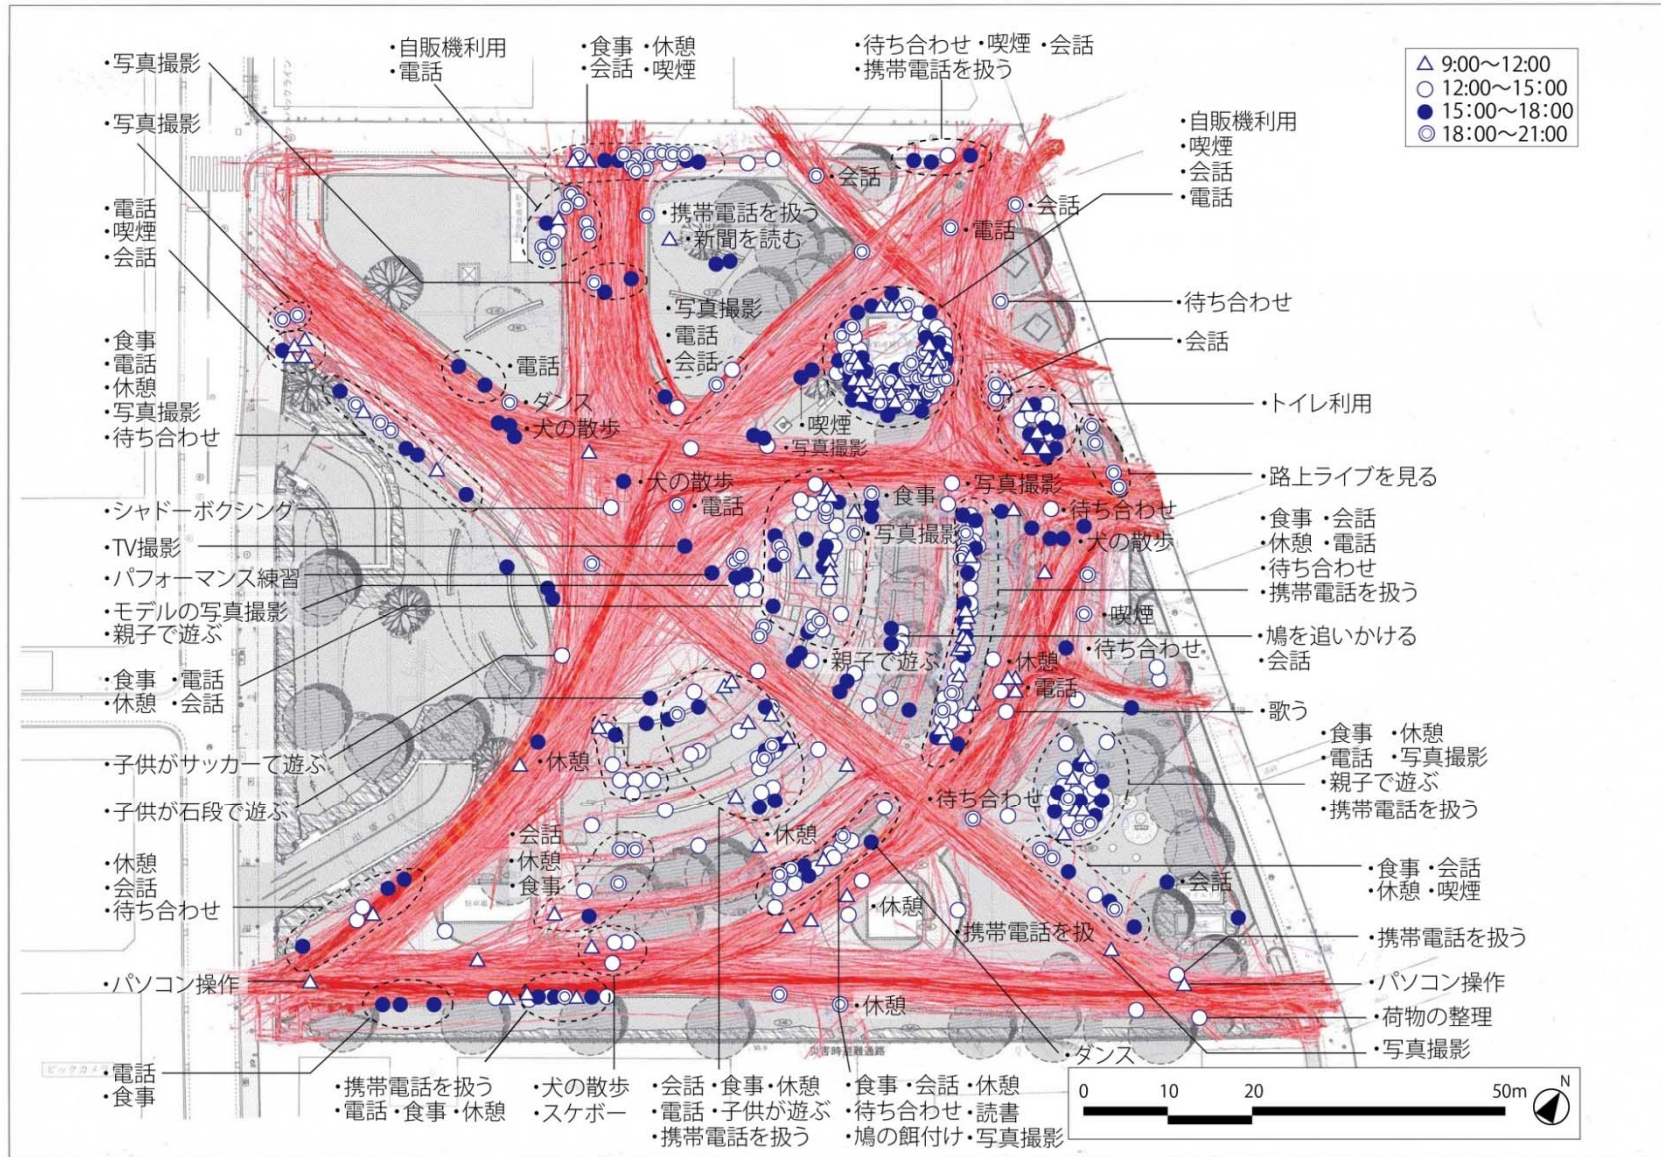 ・写真撮影
・自販機利用
・電話
・食事 ・休憩
・会話 ・喫煙
・待ち合わせ ・喫煙 ・会話
・携帯電話を扱う
△ 9:00〜12:00
○ 12:00〜15:00
● 15:00〜18:00
◎ 18:00〜21:00
・写真撮影
・自販機利用
・喫煙
・会話
・電話
・会話
・電話
・喫煙
・会話
・携帯電話を扱う
・新聞を読む
・会話
・電話
・待ち合わせ
・写真撮影
・電話
・会話
・会話
・食事
・電話
・休憩
・写真撮影
・待ち合わせ
・電話
・ダンス
・犬の散歩
・喫煙
・写真撮影
・トイレ利用
・路上ライブを見る
・犬の散歩
・電話
・食事
・写真撮影
・写真撮影
・待ち合わせ
・犬の散歩
・シャドーボクシング
・TV撮影
・パフォーマンス練習
・モデルの写真撮影
・親子で遊ぶ
・食事 ・会話
・休憩 ・電話
・待ち合わせ
・携帯電話を扱う
・喫煙
・待ち合わせ
・鳩を追いかける
・会話
・食事 ・電話
・休憩 ・会話
・親子で遊ぶ
・休憩
・電話
・歌う
・子供がサッカーで遊ぶ
・子供が石段で遊ぶ
・休憩
・待ち合わせ
・食事 ・休憩
・電話 ・写真撮影
・親子で遊ぶ
・携帯電話を扱う
・会話
・休憩
・食事
・休憩
・休憩
・会話
・待ち合わせ
・食事 ・会話
・休憩 ・喫煙
・会話
・休憩
・携帯電話を扱
・携帯電話を扱う
・パソコン操作
・パソコン操作
・休憩
・荷物の整理
・写真撮影
災害時避難通路
ビックカメラ
・電話
・食事
・携帯電話を扱う
・電話 ・食事 ・休憩
・犬の散歩
・スケボー
・会話 ・食事 ・休憩
・電話 ・子供が遊ぶ
・携帯電話を扱う
・食事 ・会話 ・休憩
・待ち合わせ ・読書
・鳩の餌付け ・写真撮影
・ダンス
0 10 20 50m
N